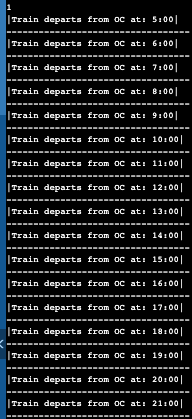 1
|Train departs from OC at: 5:00|
--------------------------------
|Train departs from OC at: 6:00|
--------------------------------
|Train departs from OC at: 7:00|
--------------------------------
|Train departs from OC at: 8:00|
--------------------------------
|Train departs from OC at: 9:00|
--------------------------------
|Train departs from OC at: 10:00|
--------------------------------
|Train departs from OC at: 11:00|
--------------------------------
|Train departs from OC at: 12:00|
--------------------------------
|Train departs from OC at: 13:00|
--------------------------------
|Train departs from OC at: 14:00|
--------------------------------
|Train departs from OC at: 15:00|
--------------------------------
|Train departs from OC at: 16:00|
--------------------------------
|Train departs from OC at: 17:00|
--------------------------------
|Train departs from OC at: 18:00|
--------------------------------
|Train departs from OC at: 19:00|
--------------------------------
|Train departs from OC at: 20:00|
--------------------------------
|Train departs from OC at: 21:00|